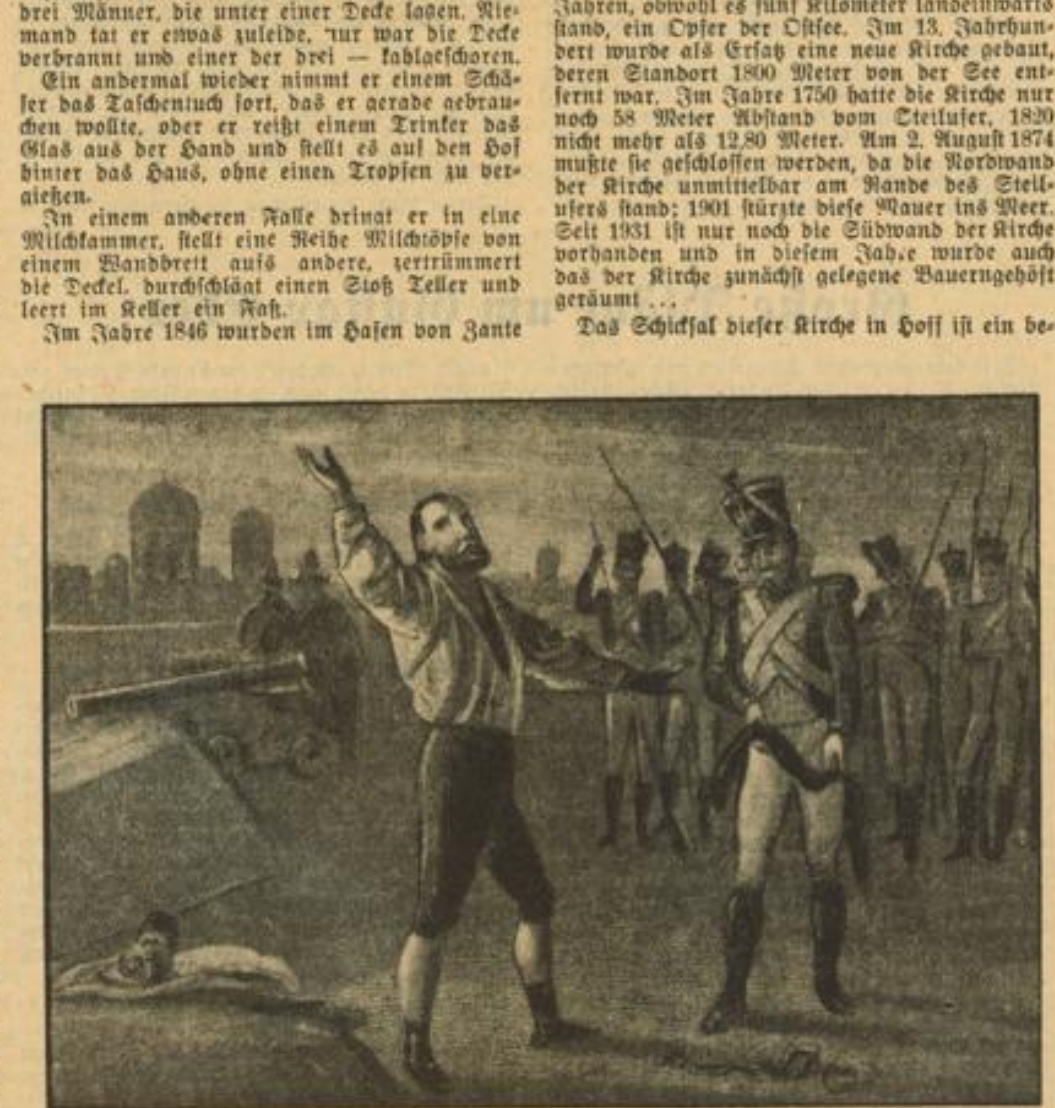 drei Männer, die unter einer Decke lagen. Nie-
mand tat er etwas zuleide, nur war die Decke
verbrannt und einer der drei — kahlgeschoren.
Ein andermal wieder nimmt er einem Schä-
fer das Taschentuch fort, das er gerade gebrau-
chen wollte, oder er reißt einem Trinker das
Glas aus der Hand und stellt es auf den Hof
hinter das Haus, ohne einen Tropfen zu ver-
gießen.
In einem anderen Falle dringt er in eine
Milchkammer, stellt eine Reihe Milchtöpfe von
einem Wandbrett aufs andere, zertrümmert
die Deckel, durchschlägt einen Stoß Teller und
leert im Keller ein Faß.
Im Jahre 1846 wurden im Hafen von Zante
Jahren, obwohl es fünf Kilometer landeinwärts
stand, ein Opfer der Ostsee. Im 13. Jahrhun-
dert wurde als Ersatz eine neue Kirche gebaut,
deren Standort 1800 Meter von der See ent-
fernt war. Im Jahre 1750 hatte die Kirche nur
noch 58 Meter Abstand vom Steilufer, 1820
nicht mehr als 12,80 Meter. Am 2. August 1874
mußte sie geschlossen werden, da die Nordwand
der Kirche unmittelbar am Rande des Steil-
ufers stand; 1901 stürzte diese Mauer ins Meer.
Seit 1931 ist nur noch die Südwand der Kirche
vorhanden und in diesem Jahre wurde auch
das der Kirche zunächst gelegene Bauerngehöft
geräumt ...
Das Schicksal dieser Kirche in Hoff ist ein be-